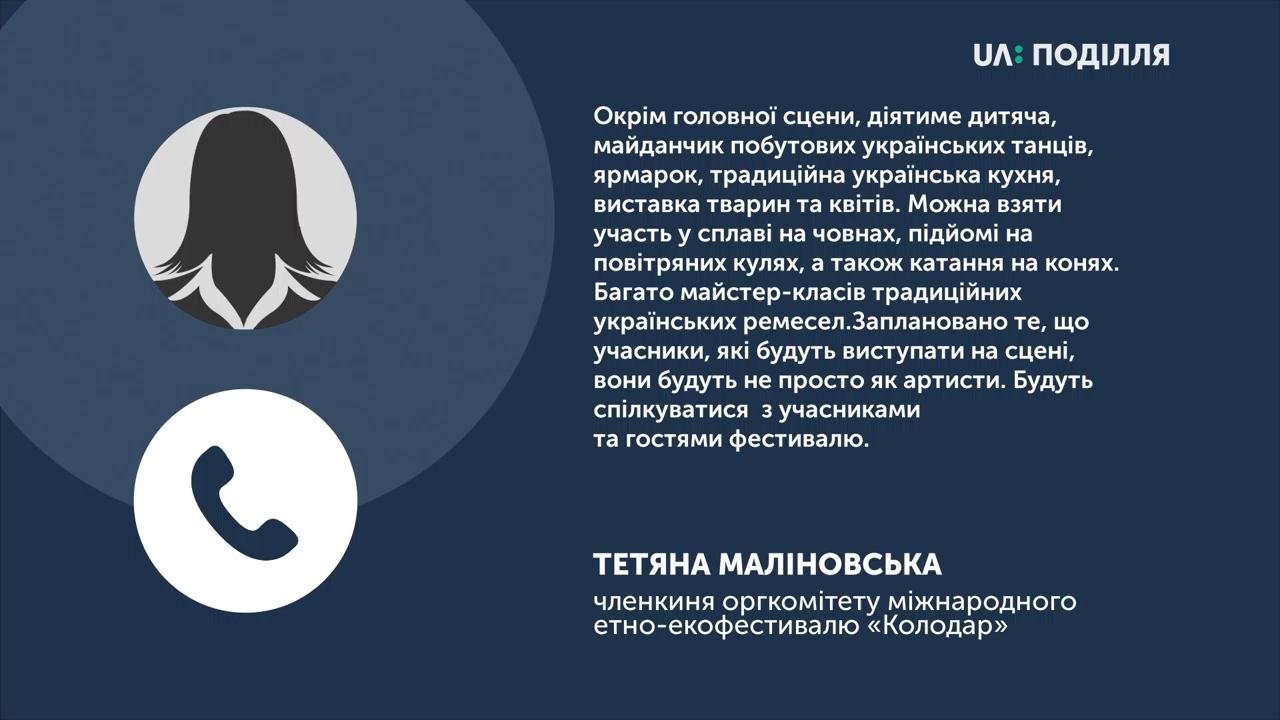 UA: ПОДІЛЛЯ
Окрім головної сцени, діятиме дитяча,
майданчик побутових українських танців,
ярмарок, традиційна українська кухня,
виставка тварин та квітів. Можна взяти
участь у сплаві на човнах, підйомі на
повітряних кулях, а також катання на конях.
Багато майстер-класів традиційних
українських ремесел.Заплановано те, що
учасники, які будуть виступати на сцені,
вони будуть не просто як артисти. Будуть
спілкуватися  з учасниками
та гостями фестивалю.
ТЕТЯНА МАЛІНОВСЬКА
членкиня оргкомітету міжнародного
етно-екофестивалю «Колодар»